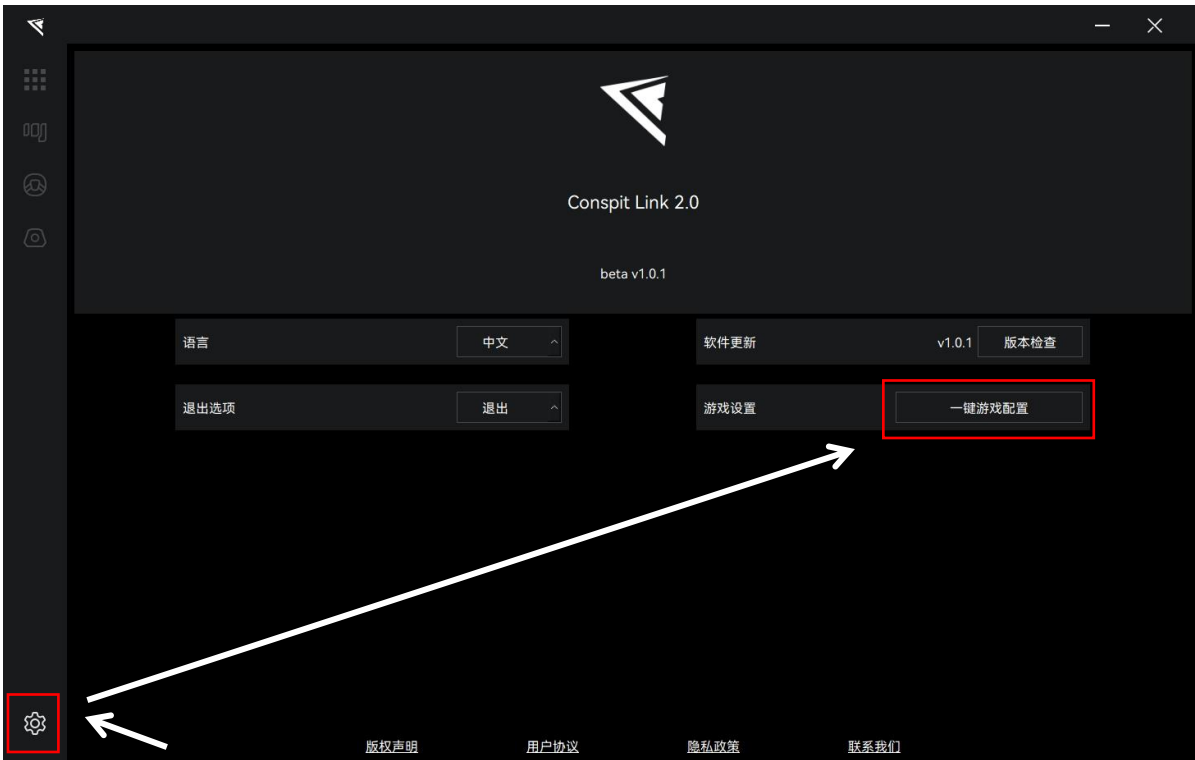 Conspit Link 2.0
beta v1.0.1
语言
中文
软件更新
v1.0.1
版本检查
退出选项
退出
游戏设置
一键游戏配置
版权声明
用户协议
隐私政策
联系我们